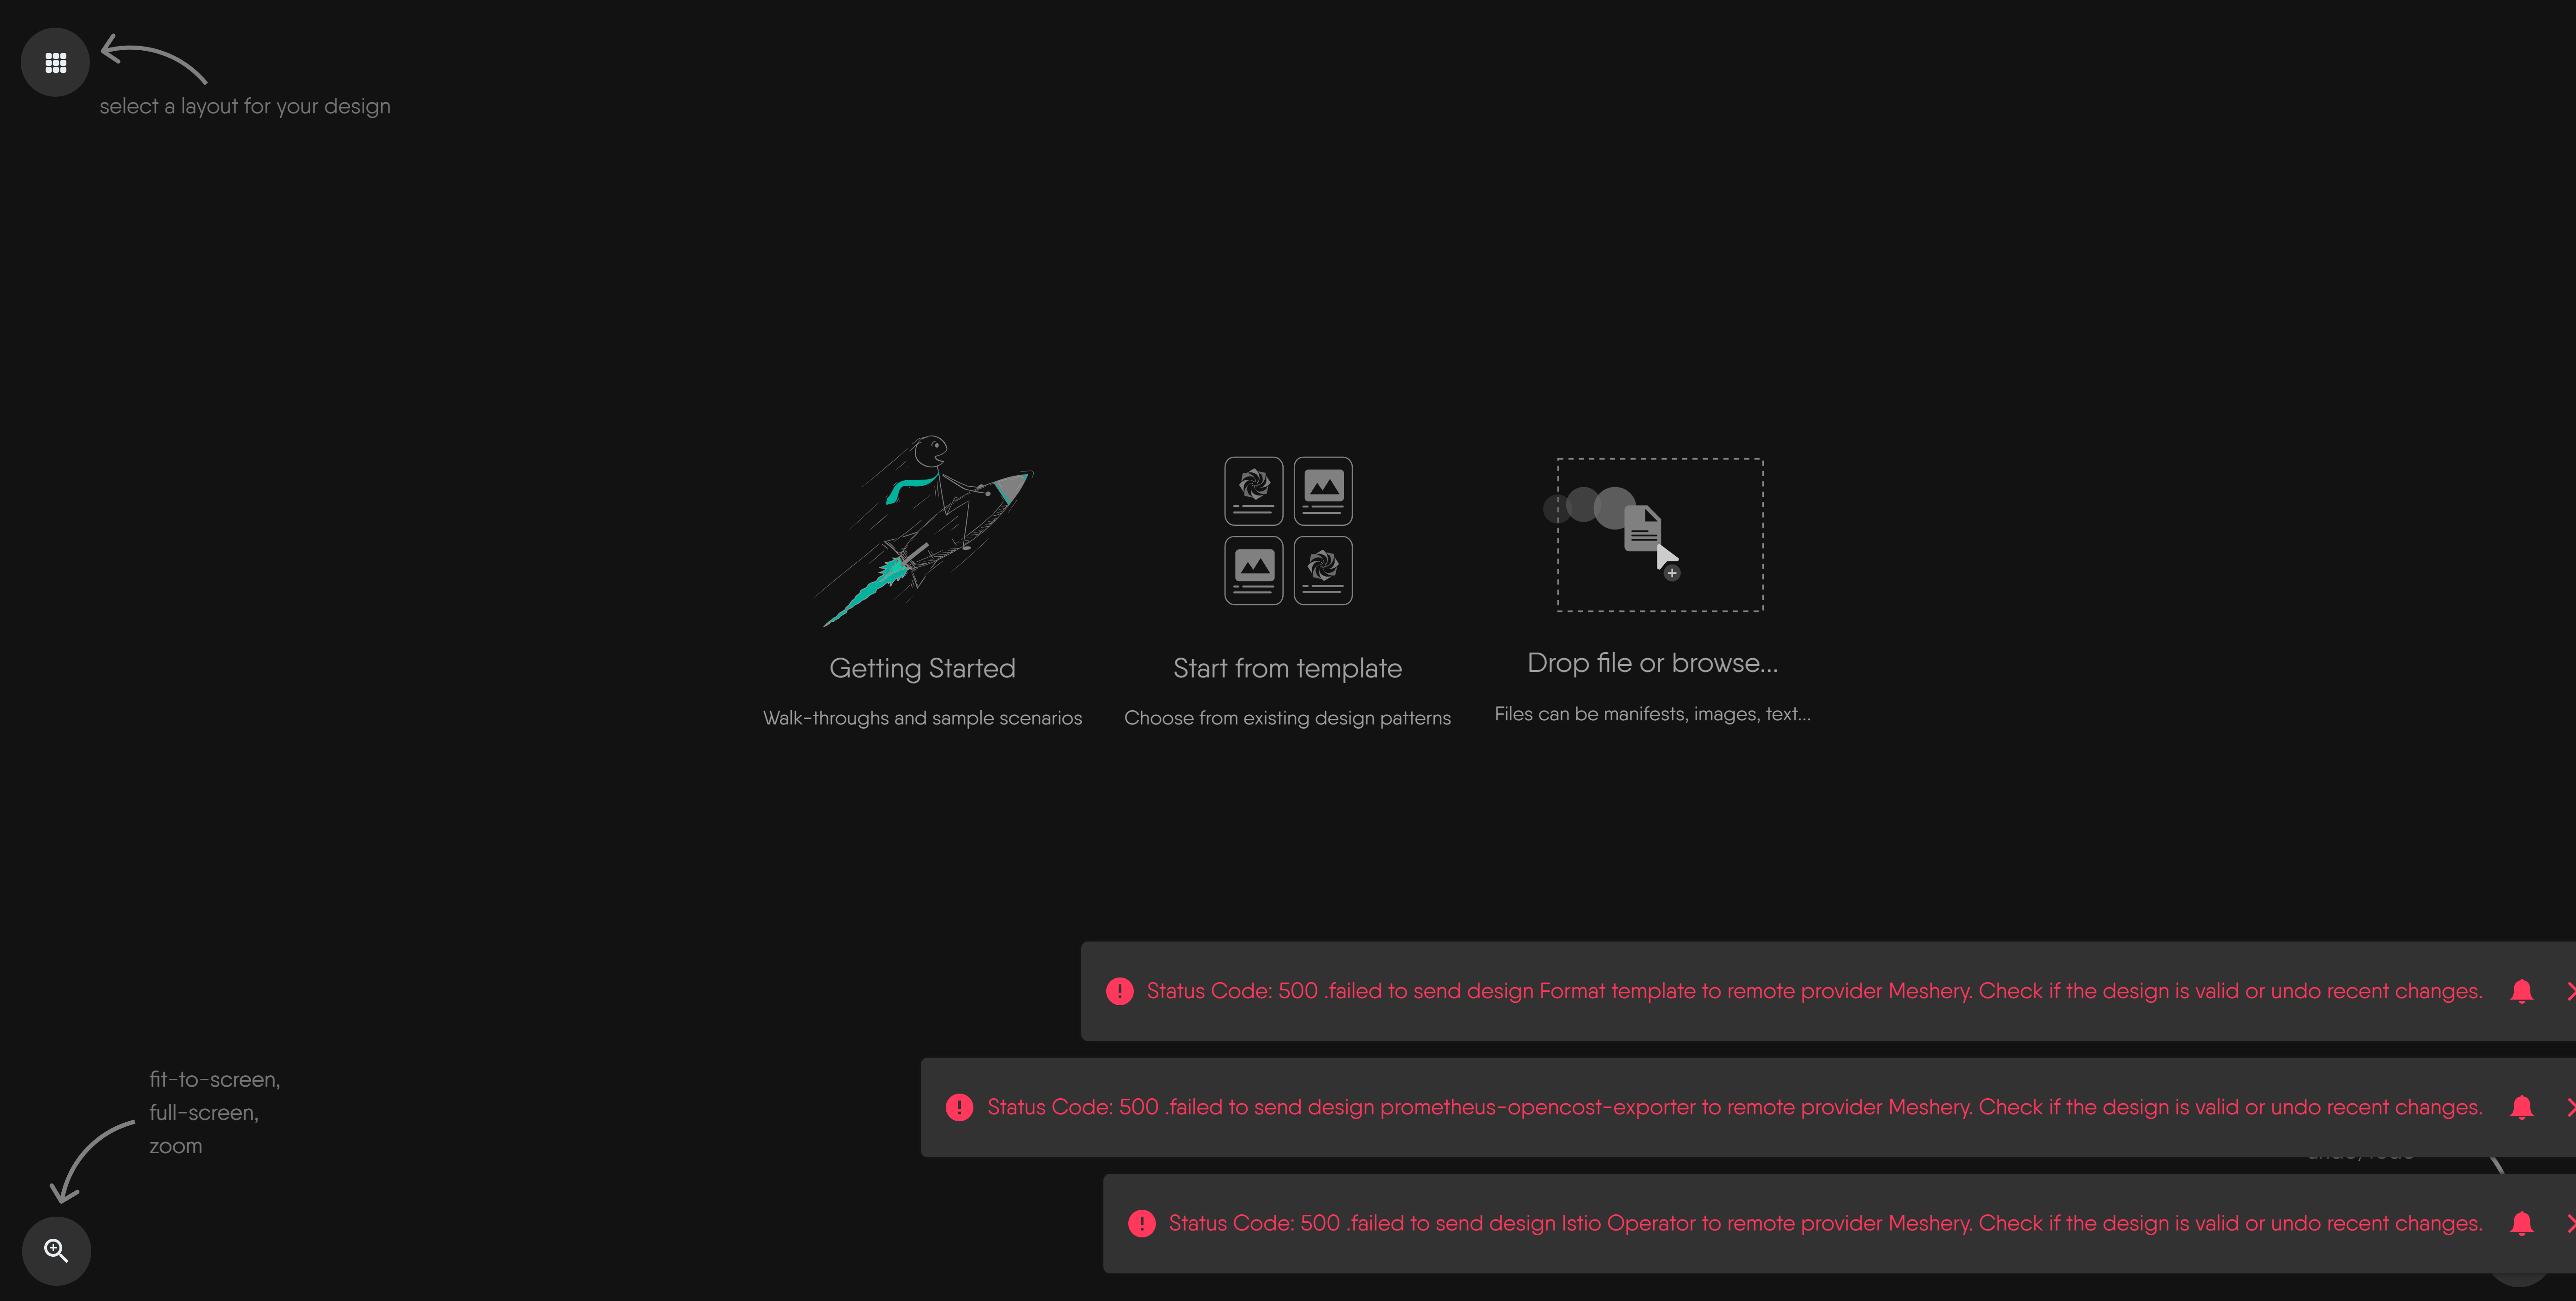 select a layout for your design
Getting Started
Walk-throughs and sample scenarios
Start from template
Choose from existing design patterns
Drop file or browse...
Files can be manifests, images, text...
Status Code: 500 .failed to send design Format template to remote provider Meshery. Check if the design is valid or undo recent changes.
fit-to-screen,
full-screen,
zoom
Status Code: 500 .failed to send design prometheus-opencost-exporter to remote provider Meshery. Check if the design is valid or undo recent changes.
Status Code: 500 .failed to send design Istio Operator to remote provider Meshery. Check if the design is valid or undo recent changes.